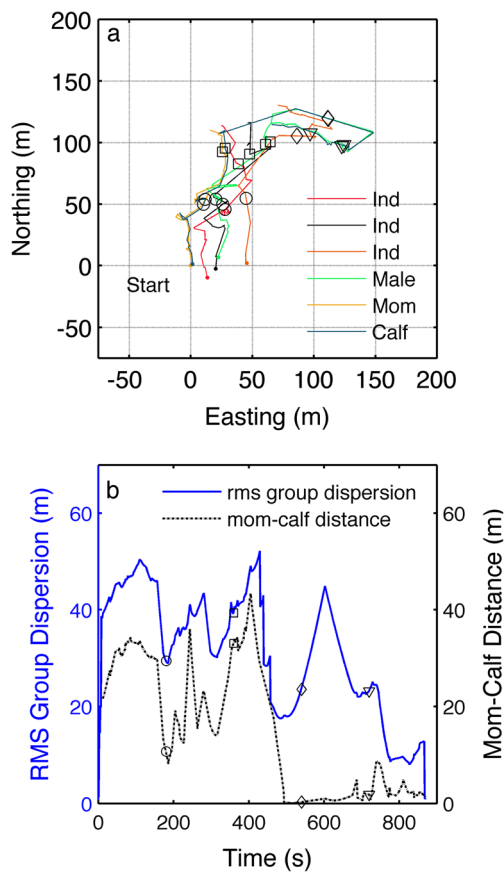 a
200
150
100
50
0
-50
Northing (m)
Start
Ind
Ind
Ind
Male
Mom
Calf
-50 0 50 100 150 200
Easting (m)
b
rms group dispersion
mom-calf distance
60 60
40 40
20 20
0 0
RMS Group Dispersion (m)
Mom-Calf Distance (m)
0 200 400 600 800
Time (s)